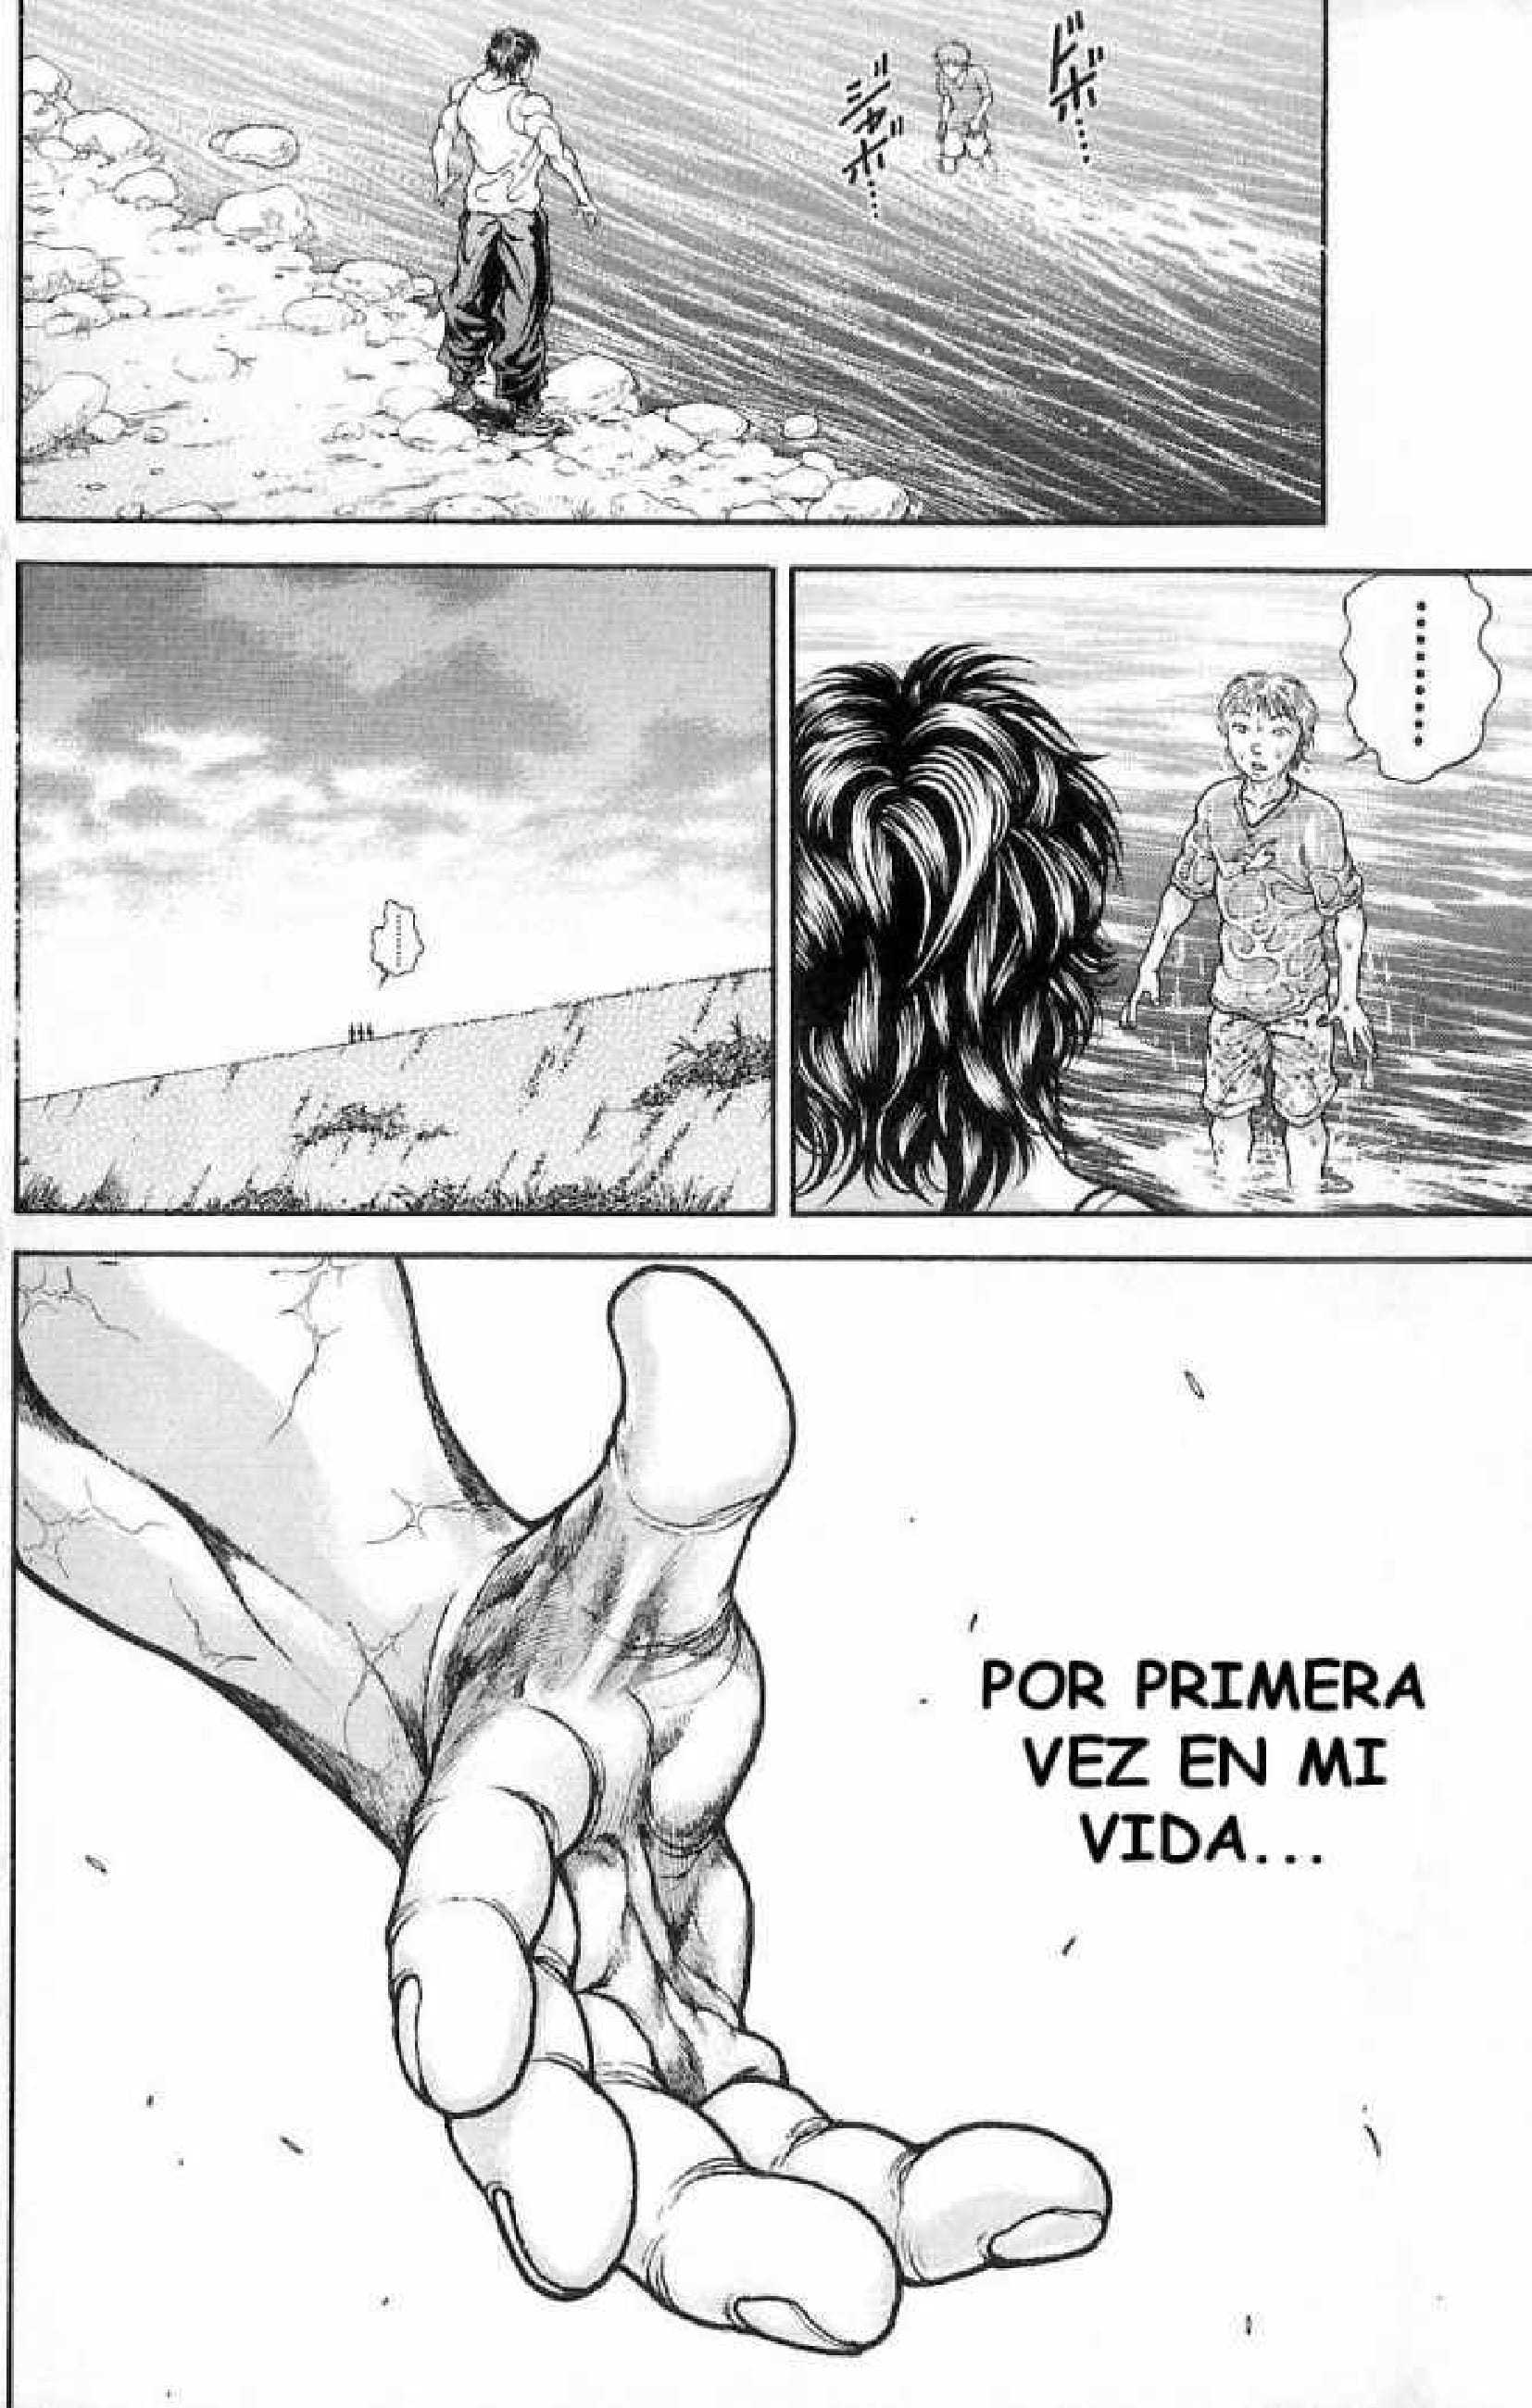 ドボ‥‥
ジャボ‥‥
‥‥‥‥‥
‥‥‥‥‥
POR PRIMERA
VEZ EN MI
VIDA...